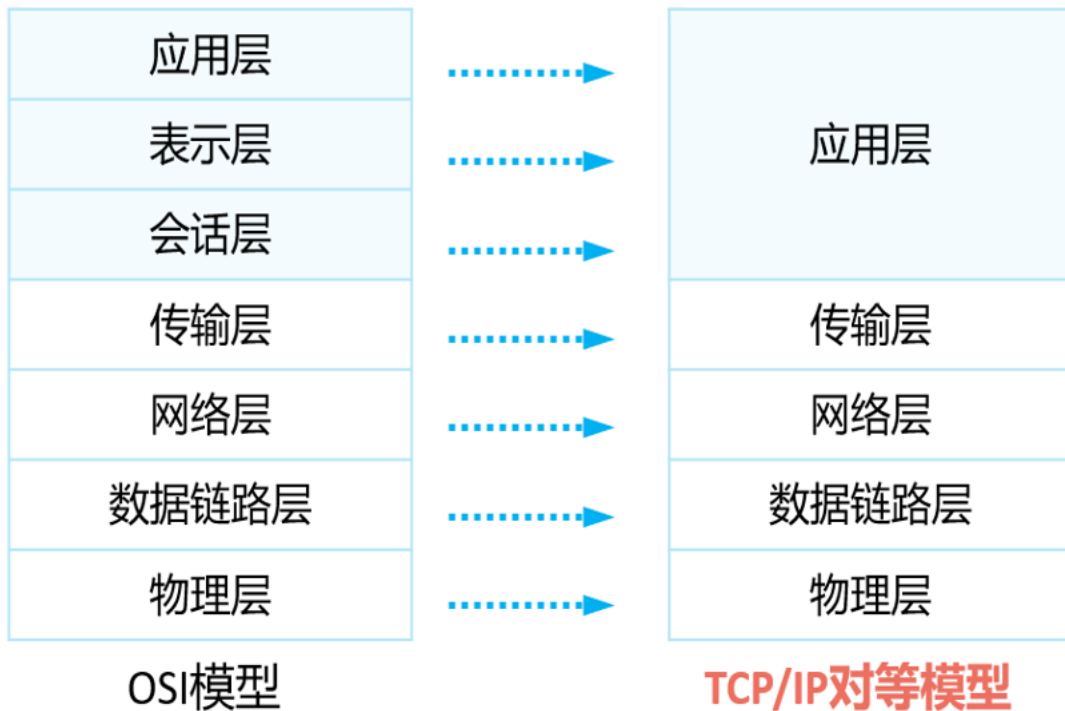 应用层
表示层
会话层
传输层
网络层
数据链路层
物理层
OSI模型
应用层
传输层
网络层
数据链路层
物理层
TCP/IP对等模型